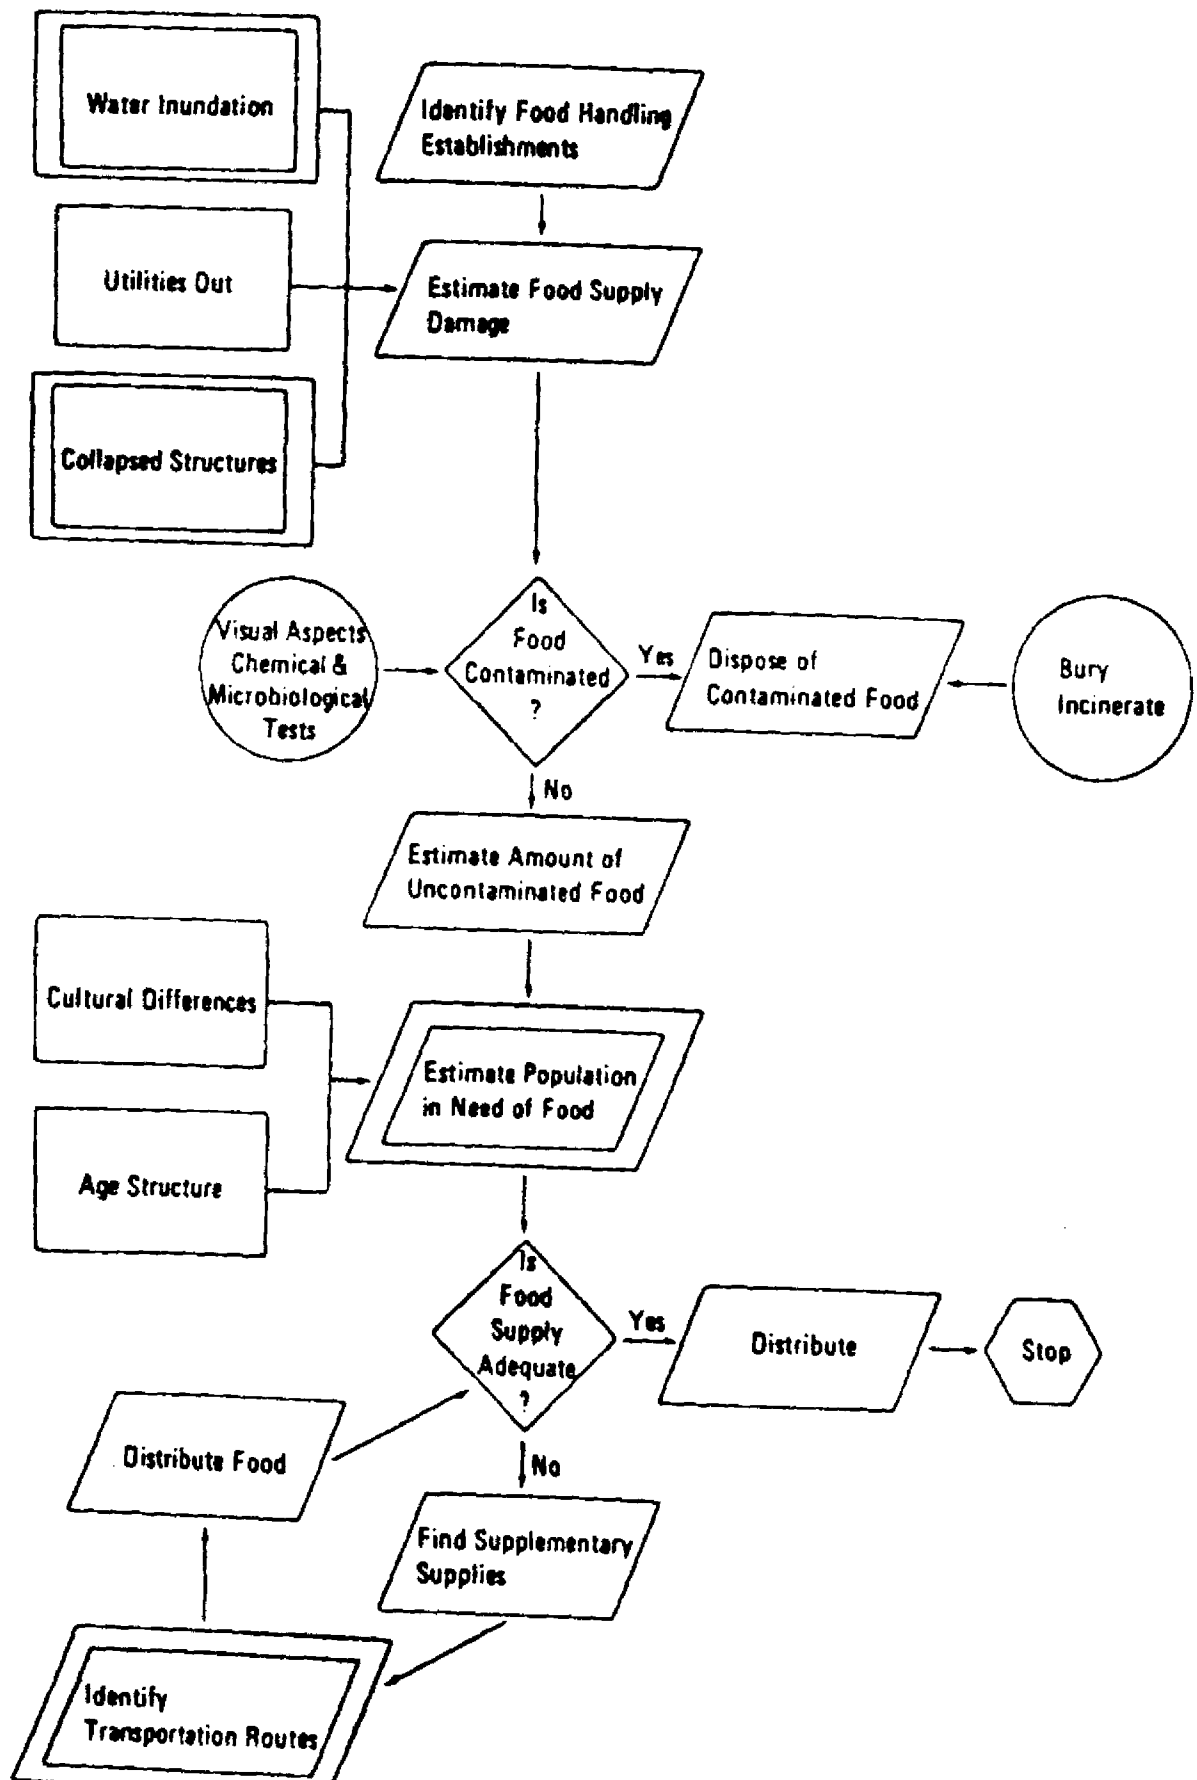 Water Inundation
Identify Food Handling
Establishments
Utilities Out
Estimate Food Supply
Damage
Collapsed Structures
Visual Aspects
Chemical &
Microbiological
Tests
Is
Food
Contaminated
?
Yes
Dispose of
Contaminated Food
Bury
Incinerate
No
Estimate Amount of
Uncontaminated Food
Cultural Differences
Estimate Population
in Need of Food
Age Structure
Is
Food
Supply
Adequate
?
Yes
Distribute
Stop
No
Distribute Food
Find Supplementary
Supplies
Identify
Transportation Routes